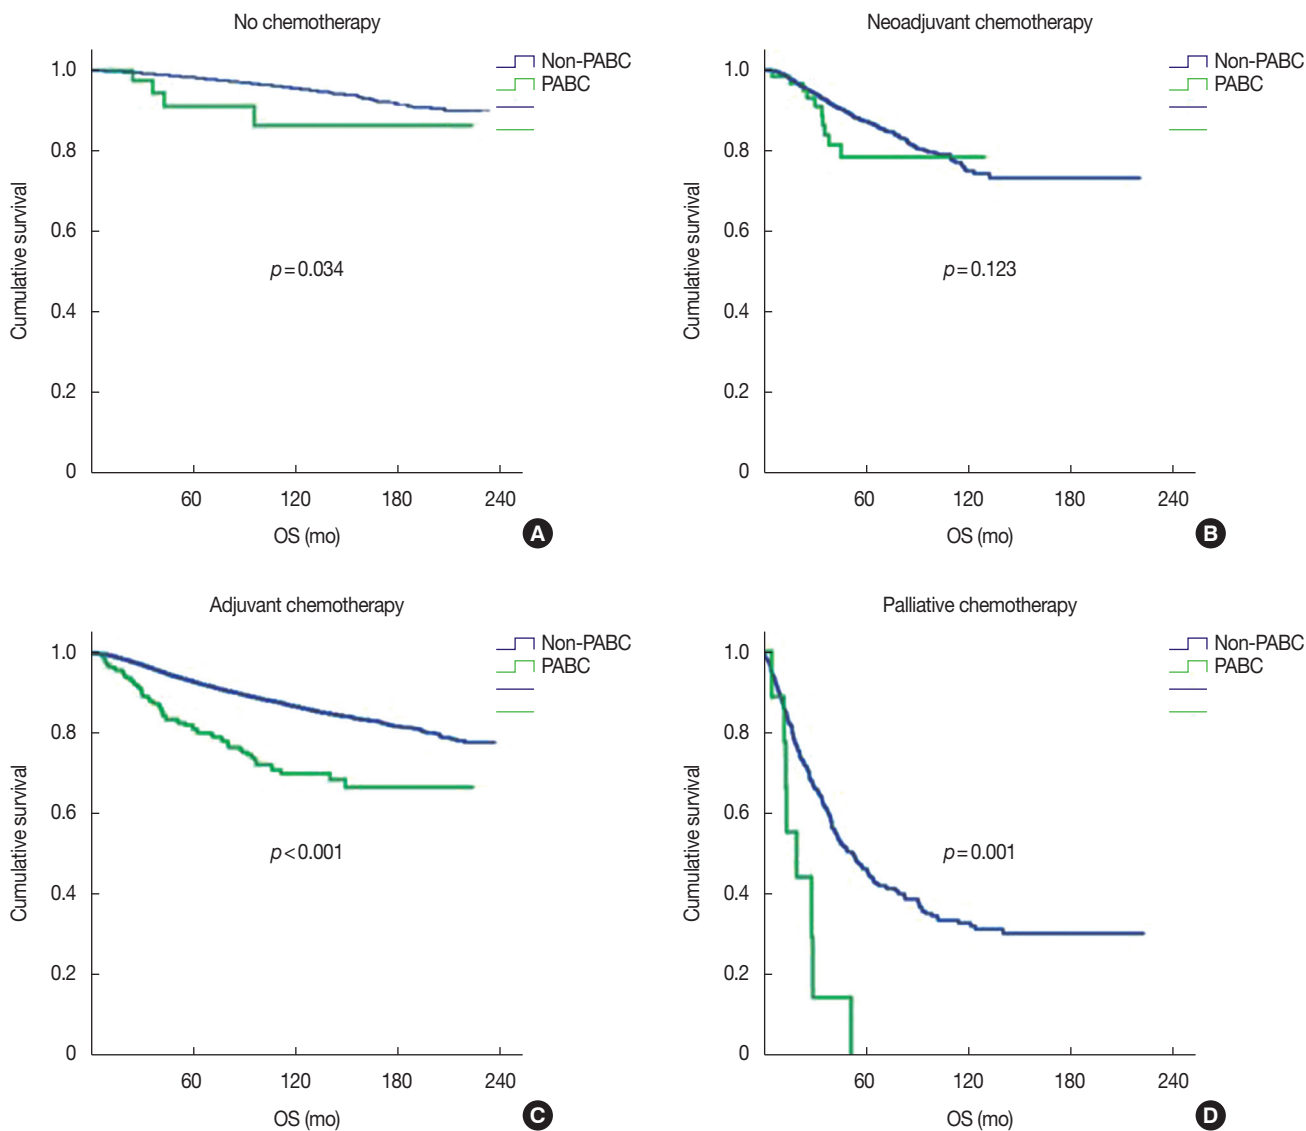 No chemotherapy
Non-PABC
PABC
1.0
0.8
0.6
0.4
0.2
0
Cumulative survival
p=0.034
60 120 180 240
OS (mo)
A
Neoadjuvant chemotherapy
Non-PABC
PABC
1.0
0.8
0.6
0.4
0.2
0
Cumulative survival
p=0.123
60 120 180 240
OS (mo)
B
Adjuvant chemotherapy
Non-PABC
PABC
1.0
0.8
0.6
0.4
0.2
0
Cumulative survival
p<0.001
60 120 180 240
OS (mo)
C
Palliative chemotherapy
Non-PABC
PABC
1.0
0.8
0.6
0.4
0.2
0
Cumulative survival
p=0.001
60 120 180 240
OS (mo)
D